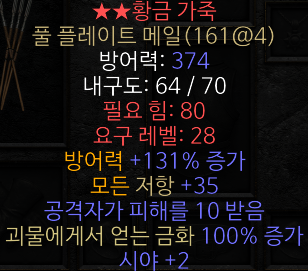 ★★황금 가죽
풀 플레이트 메일(161@4)
방어력: 374
내구도: 64 / 70
필요 힘: 80
요구 레벨: 28
방어력 +131% 증가
모든 저항 +35
공격자가 피해를 10 받음
괴물에게서 얻는 금화 100% 증가
시야 +2